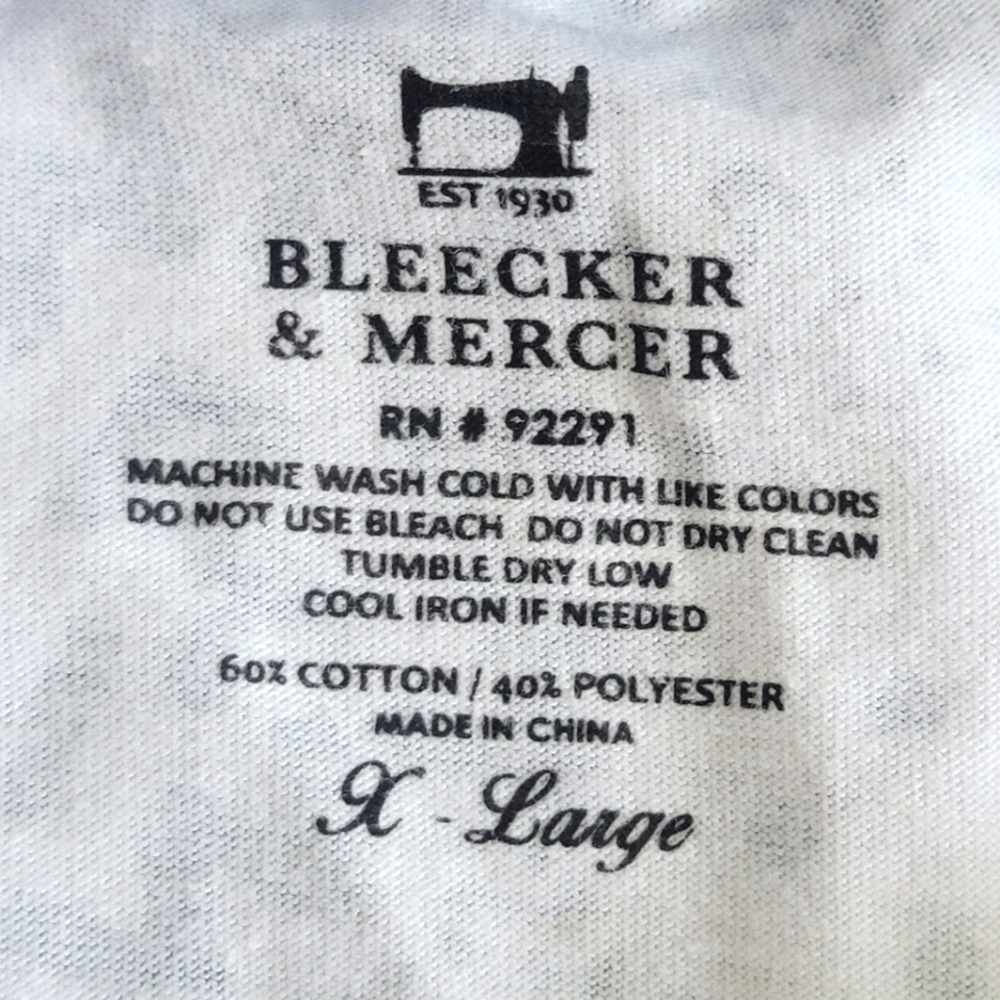 EST 1930
BLEECKER
& MERCER
RN # 92291
MACHINE WASH COLD WITH LIKE COLORS
DO NOT USE BLEACH DO NOT DRY CLEAN
TUMBLE DRY LOW
COOL IRON IF NEEDED
60% COTTON / 40% POLYESTER
MADE IN CHINA
X - Large